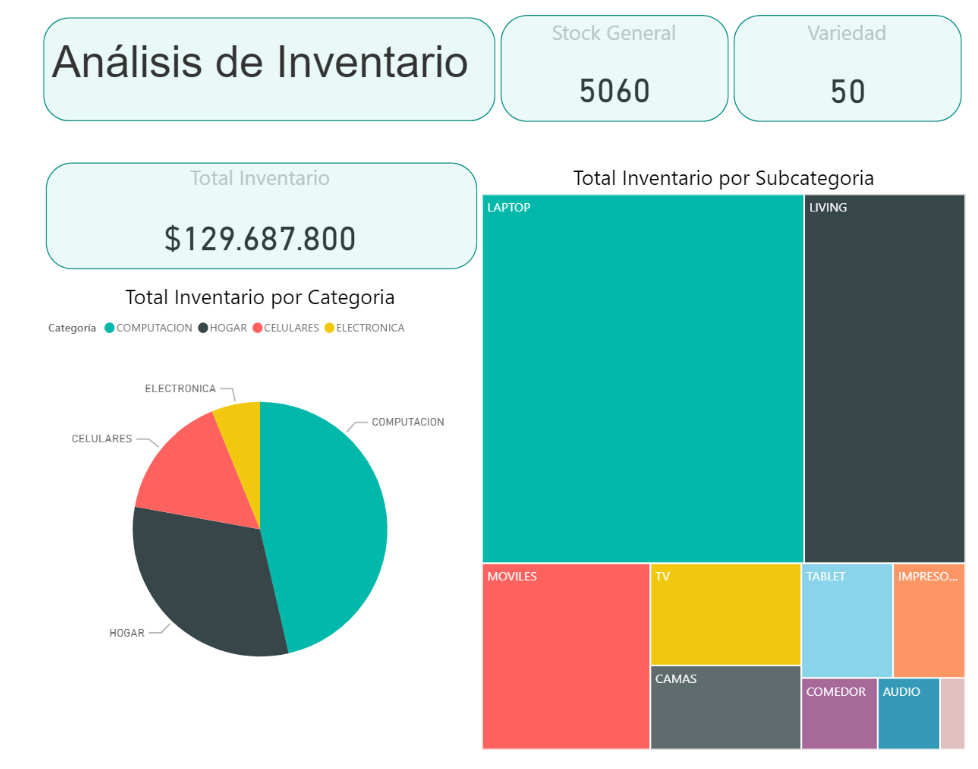 Análisis de Inventario
Stock General
5060
Variedad
50
Total Inventario
$129.687.800
Total Inventario por Categoria
Categoría COMPUTACION HOGAR CELULARES ELECTRONICA
ELECTRONICA
COMPUTACION
CELULARES
HOGAR
Total Inventario por Subcategoria
LAPTOP
LIVING
MOVILES
TV
TABLET
IMPRESO...
CAMAS
COMEDOR
AUDIO